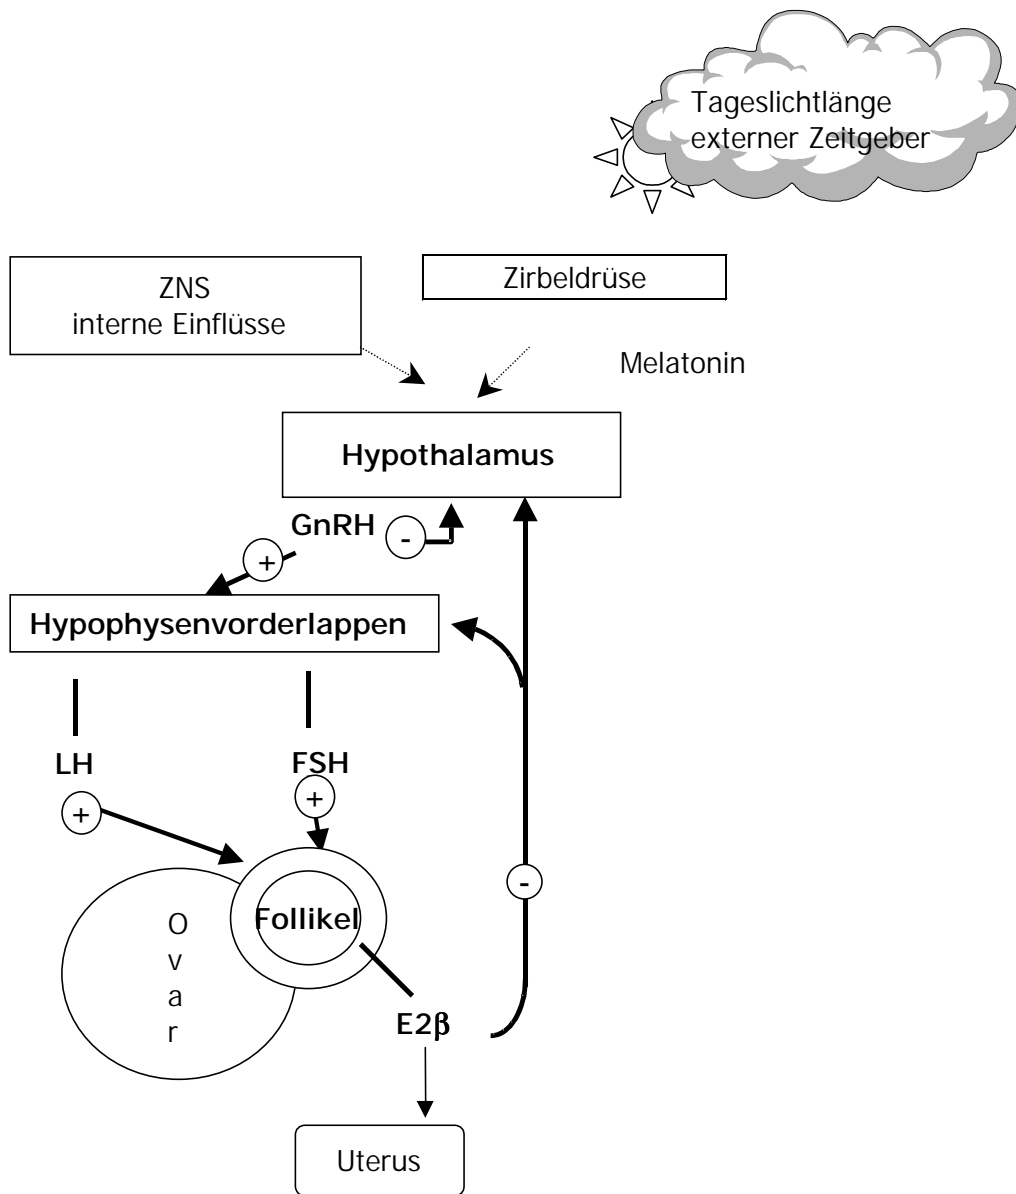 Tageslichtlänge
externer Zeitgeber
ZNS
interne Einflüsse
Zirbeldrüse
Melatonin
Hypothalamus
GnRH
-
+
Hypophysenvorderlappen
LH
FSH
+
+
-
Follikel
O
v
a
r
E2β
Uterus